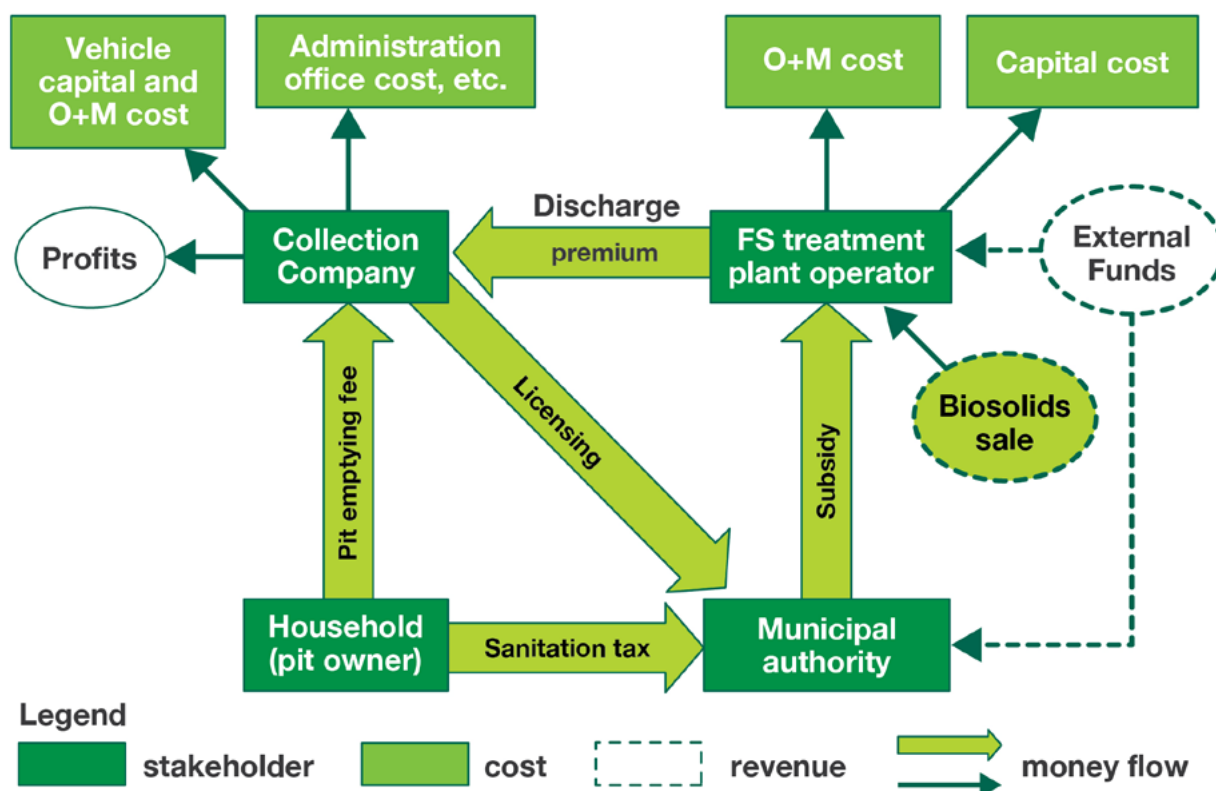 Vehicle
capital and
O+M cost
Administration
office cost, etc.
O+M cost
Capital cost
Profits
Collection
Company
Discharge
premium
FS treatment
plant operator
External
Funds
Pit emptying fee
Licensing
Subsidy
Biosolids
sale
Household
(pit owner)
Sanitation tax
Municipal
authority
Legend
stakeholder
cost
revenue
money flow